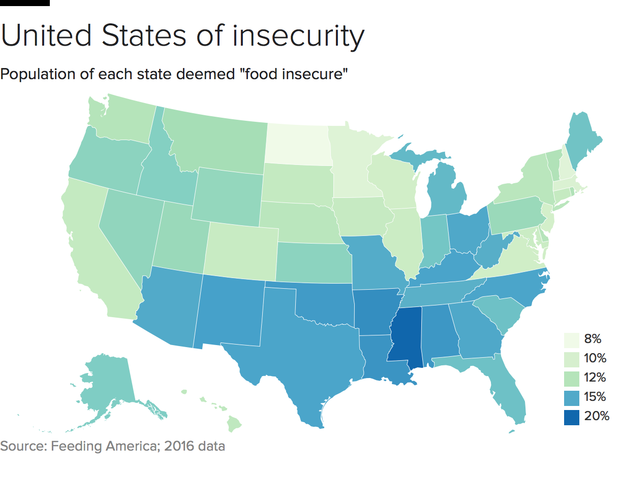 United States of insecurity
Population of each state deemed "food insecure"
8%
10%
12%
15%
20%
Source: Feeding America; 2016 data